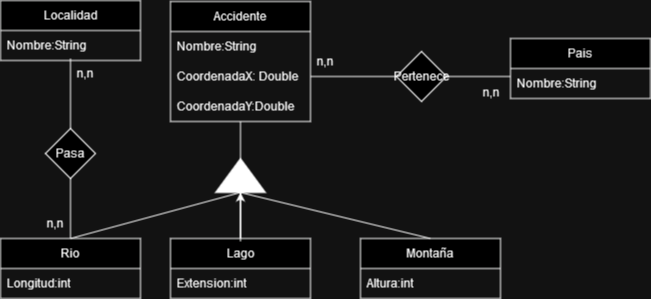 Localidad
Nombre:String
n,n
Pasa
n,n
Accidente
Nombre:String
CoordenadaX: Double
CoordenadaY:Double
n,n
Pertenece
n,n
Pais
Nombre:String
Rio
Longitud:int
Lago
Extension:int
Montaña
Altura:int